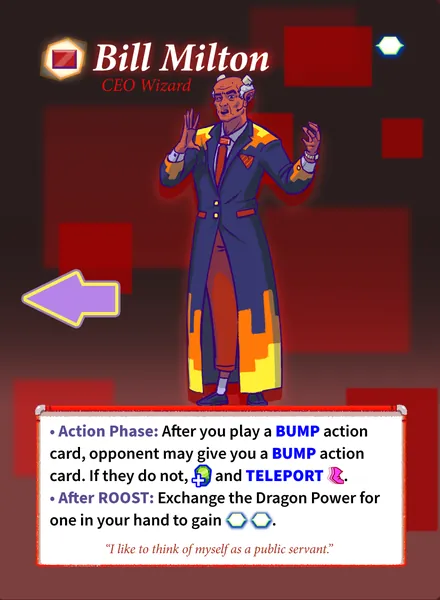 Bill Milton
CEO Wizard
• Action Phase: After you play a BUMP action
card, opponent may give you a BUMP action
card. If they do not, and TELEPORT .
• After ROOST: Exchange the Dragon Power for
one in your hand to gain .
“I like to think of myself as a public servant.”